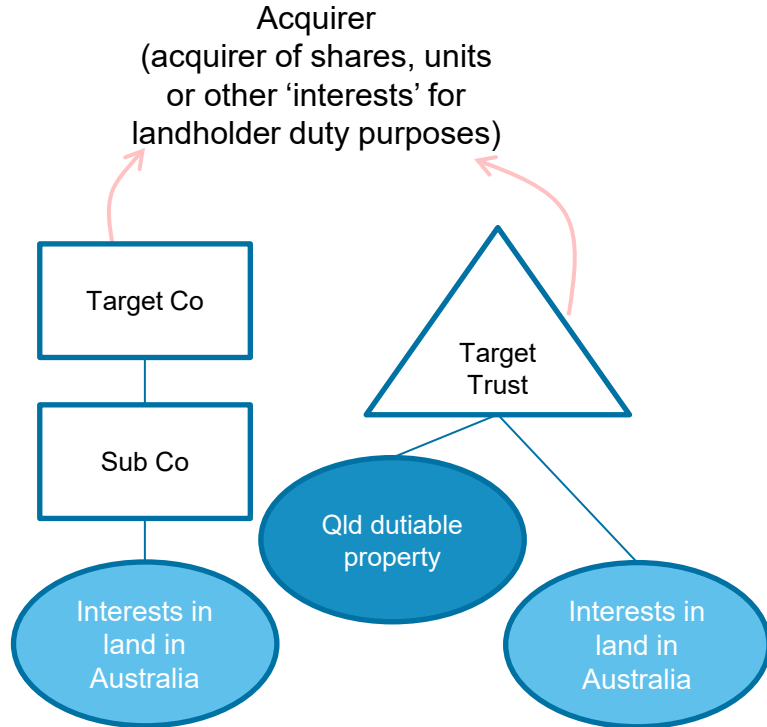 Acquirer
(acquirer of shares, units
or other ‘interests’ for
landholder duty purposes)
Target Co
Target
Trust
Sub Co
Qld dutiable
property
Interests in
land in
Australia
Interests in
land in
Australia